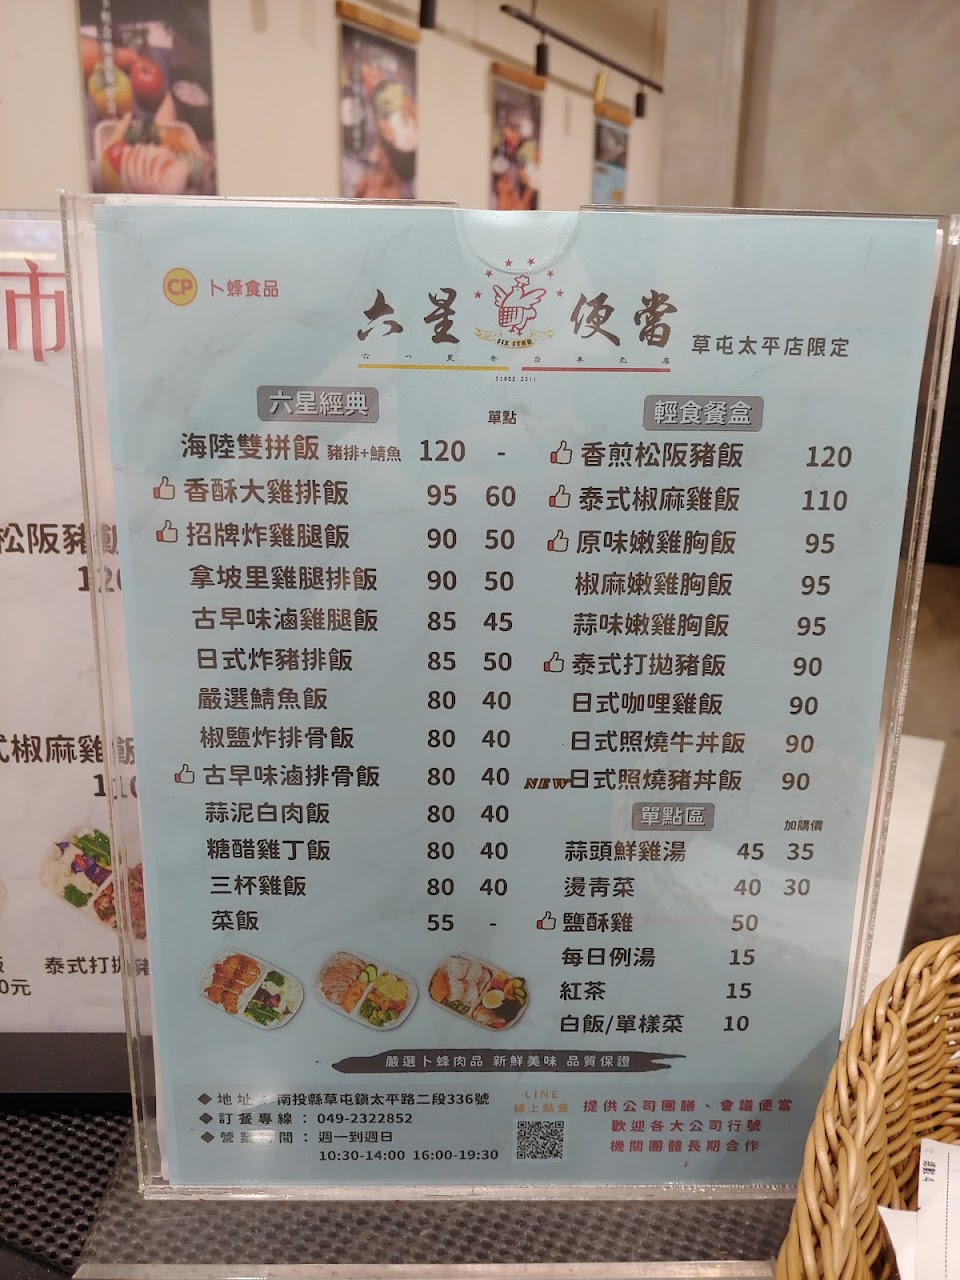 CP 卜蜂食品
六星便當
SIX STAR
草屯太平店限定
SINCE 2011
六星經典
單點
海陸雙拼飯 豬排+鯖魚 120 -
香酥大雞排飯 95 60
招牌炸雞腿飯 90 50
拿坡里雞腿排飯 90 50
古早味滷雞腿飯 85 45
日式炸豬排飯 85 50
嚴選鯖魚飯 80 40
椒鹽炸排骨飯 80 40
古早味滷排骨飯 80 40
蒜泥白肉飯 80 40
糖醋雞丁飯 80 40
三杯雞飯 80 40
菜飯 55 -
輕食餐盒
香煎松阪豬飯 120
泰式椒麻雞飯 110
原味嫩雞胸飯 95
椒麻嫩雞胸飯 95
蒜味嫩雞胸飯 95
泰式打拋豬飯 90
日式咖哩雞飯 90
日式照燒牛丼飯 90
NEW 日式照燒豬丼飯 90
單點區
加購價
蒜頭鮮雞湯 45 35
燙青菜 40 30
鹽酥雞 50
每日例湯 15
紅茶 15
白飯/單樣菜 10
嚴選卜蜂肉品 新鮮美味 品質保證
◆地址：南投縣草屯鎮太平路二段336號
◆訂餐專線：049-2322852
◆營業時間：週一到週日
10:30-14:00 16:00-19:30
LINE
線上點餐
提供公司團膳、會議便當
歡迎各大公司行號
機關團體長期合作
市
松阪豬飯
120
式椒麻雞飯
110
泰式打拋豬
0元